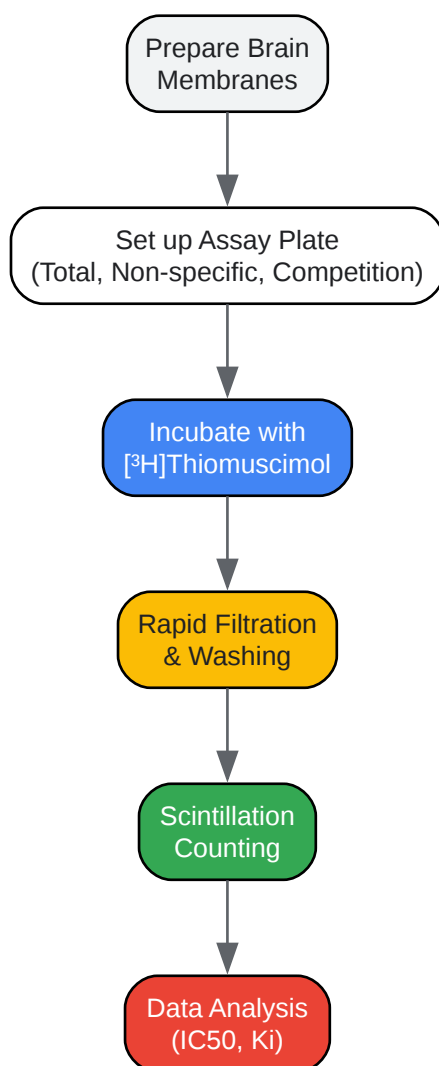 Prepare Brain
Membranes
Set up Assay Plate
(Total, Non-specific, Competition)
Incubate with
[³H]Thiomuscimol
Rapid Filtration
& Washing
Scintillation
Counting
Data Analysis
(IC50, Ki)